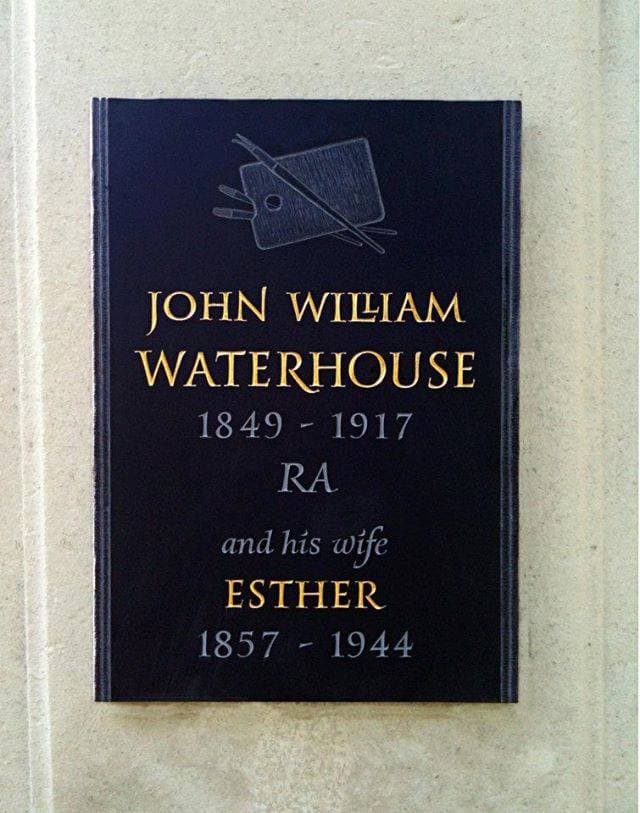 JOHN WILLIAM
WATERHOUSE
1849 - 1917
RA
and his wife
ESTHER
1857 - 1944